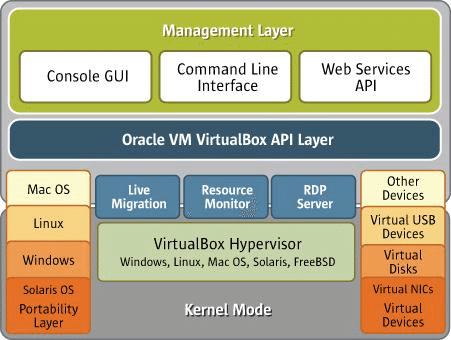 Management Layer
Console GUI
Command Line
Interface
Web Services
API
Oracle VM VirtualBox API Layer
Mac OS
Linux
Windows
Solaris OS
Portability
Layer
Live
Migration
Resource
Monitor
RDP
Server
VirtualBox Hypervisor
Windows, Linux, Mac OS, Solaris, FreeBSD
Kernel Mode
Other
Devices
Virtual USB
Devices
Virtual
Disks
Virtual NICs
Virtual
Devices